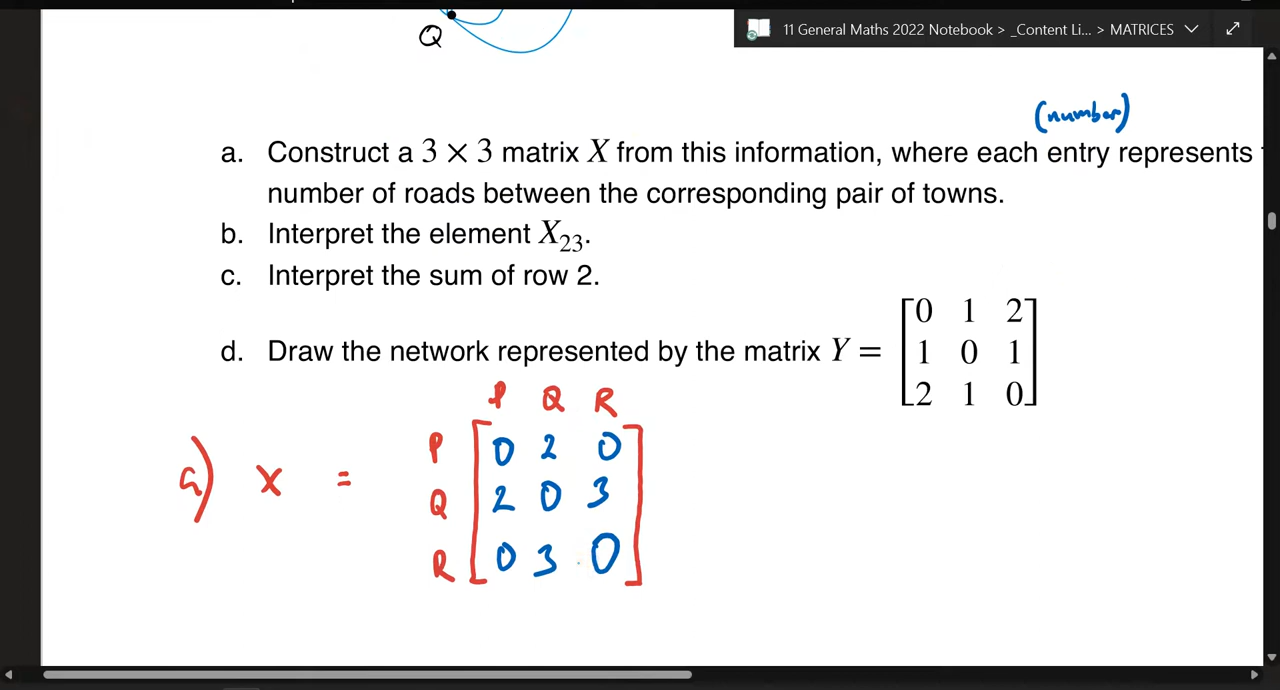 Q
11 General Maths 2022 Notebook > _Content Li... > MATRICES
(number)
a. Construct a 3 × 3 matrix X from this information, where each entry represents
number of roads between the corresponding pair of towns.
b. Interpret the element X₂₃.
c. Interpret the sum of row 2.
d. Draw the network represented by the matrix Y =
0 1 2
1 0 1
2 1 0
P Q R
a) X =
P 0 2 0
Q 2 0 3
R 0 3 0